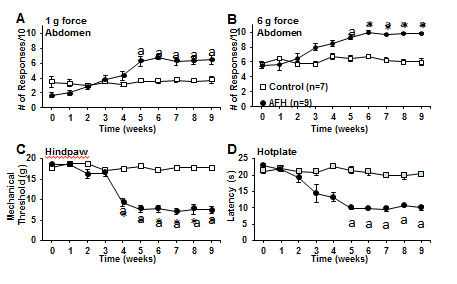 A 1 g force
Abdomen
# of Responses/10
10
8
6
4
2
0
a a a a a
* * * *
0 1 2 3 4 5 6 7 8 9
Time (weeks)
B 6 g force
Abdomen
# of Responses/10
10
8
6
4
2
0
a * * * *
Control (n=7)
AFH (n=9)
0 1 2 3 4 5 6 7 8 9
Time (weeks)
C Hindpaw
Mechanical
Threshold (g)
20
15
10
5
0
a a a a a a
* * * *
0 1 2 3 4 5 6 7 8 9
Time (weeks)
D Hotplate
Latency (s)
25
20
15
10
5
0
a a a a a
0 1 2 3 4 5 6 7 8 9
Time (weeks)